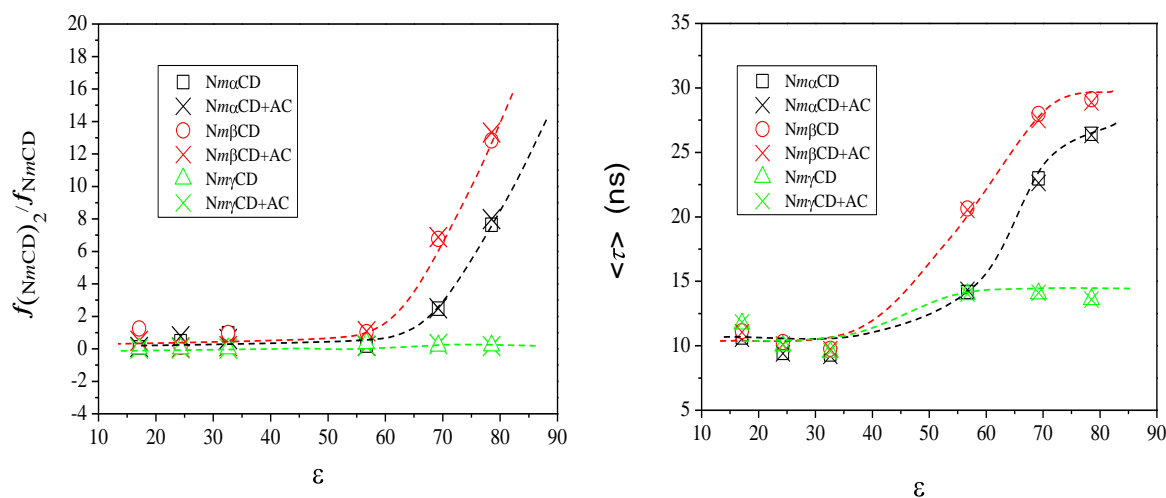 20
18
16
14
12
10
8
6
4
2
0
-2
-4
f(NmCD)2/fNmCD
NmαCD
NmαCD+AC
NmβCD
NmβCD+AC
NmγCD
NmγCD+AC
10 20 30 40 50 60 70 80 90
ε
35
30
25
20
15
10
5
<τ> (ns)
NmαCD
NmαCD+AC
NmβCD
NmβCD+AC
NmγCD
NmγCD+AC
10 20 30 40 50 60 70 80 90
ε